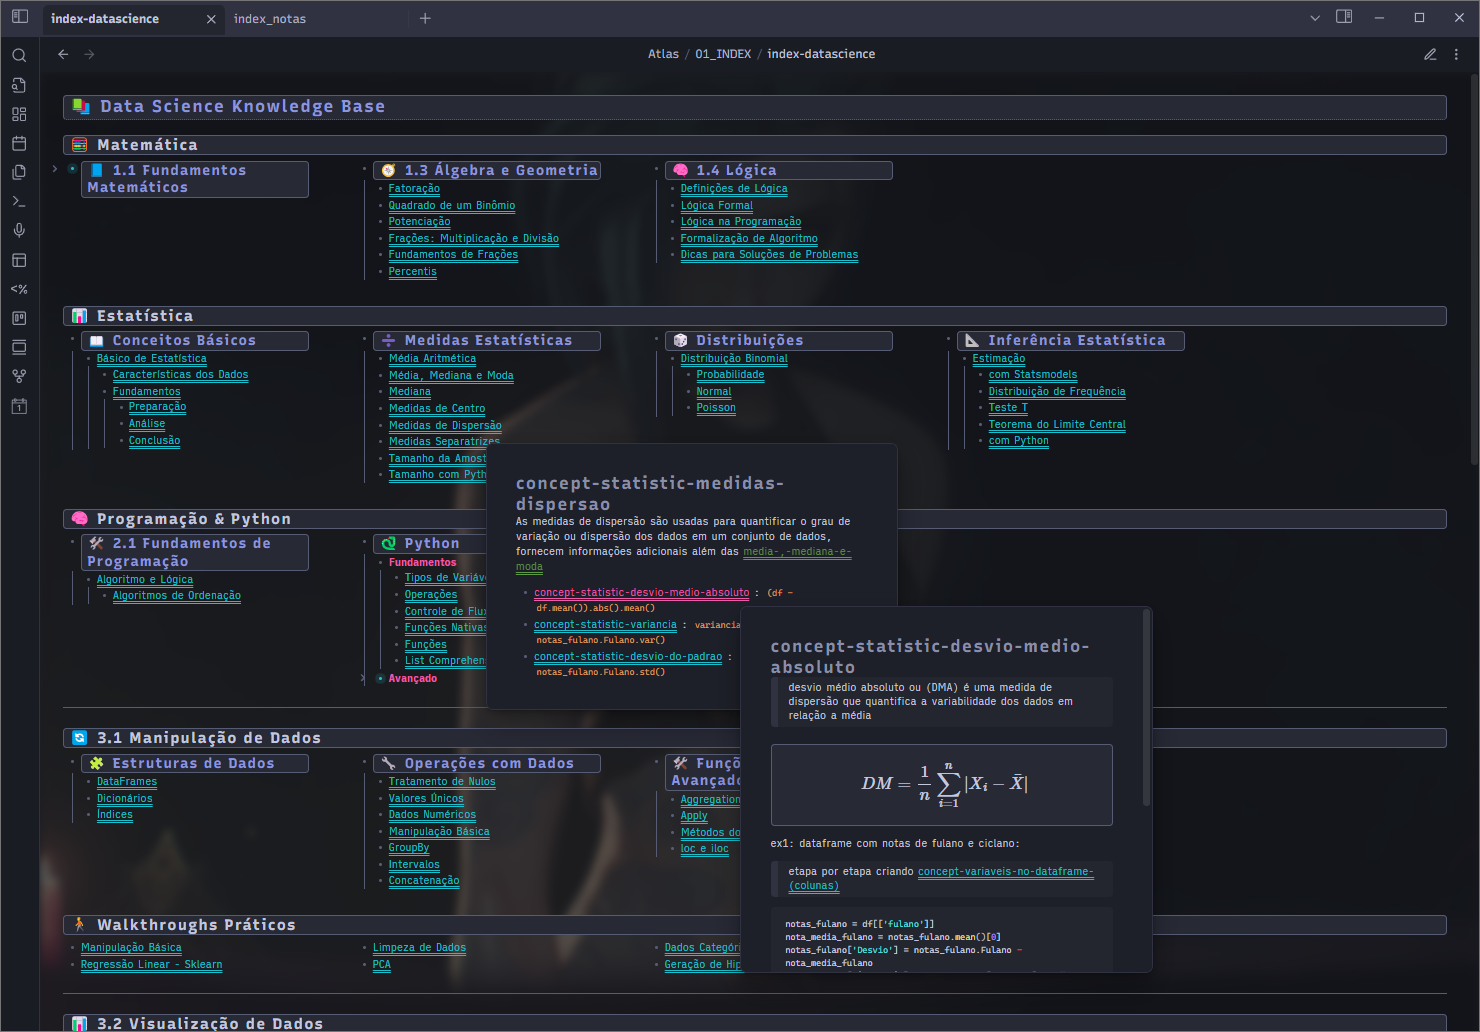 index-datascience
index_notas
Atlas / 01_INDEX / index-datascience
Data Science Knowledge Base
Matemática
1.1 Fundamentos
Matemáticos
1.3 Álgebra e Geometria
Fatoração
Quadrado de um Binômio
Potenciação
Frações: Multiplicação e Divisão
Fundamentos de Frações
Percentis
1.4 Lógica
Definições de Lógica
Lógica Formal
Lógica na Programação
Formalização de Algoritmo
Dicas para Soluções de Problemas
Estatística
Conceitos Básicos
Básico de Estatística
Características dos Dados
Fundamentos
Preparação
Análise
Conclusão
Medidas Estatísticas
Média Aritmética
Média, Mediana e Moda
Mediana
Medidas de Centro
Medidas de Dispersão
Medidas Separatrizes
Tamanho da Amost
Tamanho com Pyth
Distribuições
Distribuição Binomial
Probabilidade
Normal
Poisson
Inferência Estatística
Estimação
com Statsmodels
Distribuição de Frequência
Teste T
Teorema do Limite Central
com Python
concept-statistic-medidas-
dispersao
As medidas de dispersão são usadas para quantificar o grau de
variação ou dispersão dos dados em um conjunto de dados,
fornecem informações adicionais além das media-,-mediana-e-
moda
concept-statistic-desvio-medio-absoluto : (df -
df.mean()).abs().mean()
concept-statistic-variancia : variancia
notas_fulano.Fulano.var()
concept-statistic-desvio-do-padrao :
notas_fulano.Fulano.std()
Programação & Python
2.1 Fundamentos de
Programação
Algoritmo e Lógica
Algoritmos de Ordenação
Python
Fundamentos
Tipos de Variáv
Operações
Controle de Flux
Funções Nativas
Funções
List Comprehen
Avançado
concept-statistic-desvio-medio-
absoluto
desvio médio absoluto ou (DMA) é uma medida de
dispersão que quantifica a variabilidade dos dados em
relação a média
DM = 1/n ∑ i=1 n |X_i − X̄|
ex1: dataframe com notas de fulano e ciclano:
etapa por etapa criando concept-variaveis-no-dataframe-
(colunas)
notas_fulano = df[['fulano']]
nota_media_fulano = notas_fulano.mean()[0]
notas_fulano['Desvio'] = notas_fulano.Fulano -
nota_media_fulano
3.1 Manipulação de Dados
Estruturas de Dados
DataFrames
Dicionários
Índices
Operações com Dados
Tratamento de Nulos
Valores Únicos
Dados Numéricos
Manipulação Básica
GroupBy
Intervalos
Concatenação
Funçõ
Avançado
Aggregation
Apply
Métodos do
loc e iloc
Walkthroughs Práticos
Manipulação Básica
Regressão Linear - Sklearn
Limpeza de Dados
PCA
Dados Categóri
Geração de Hip
3.2 Visualização de Dados